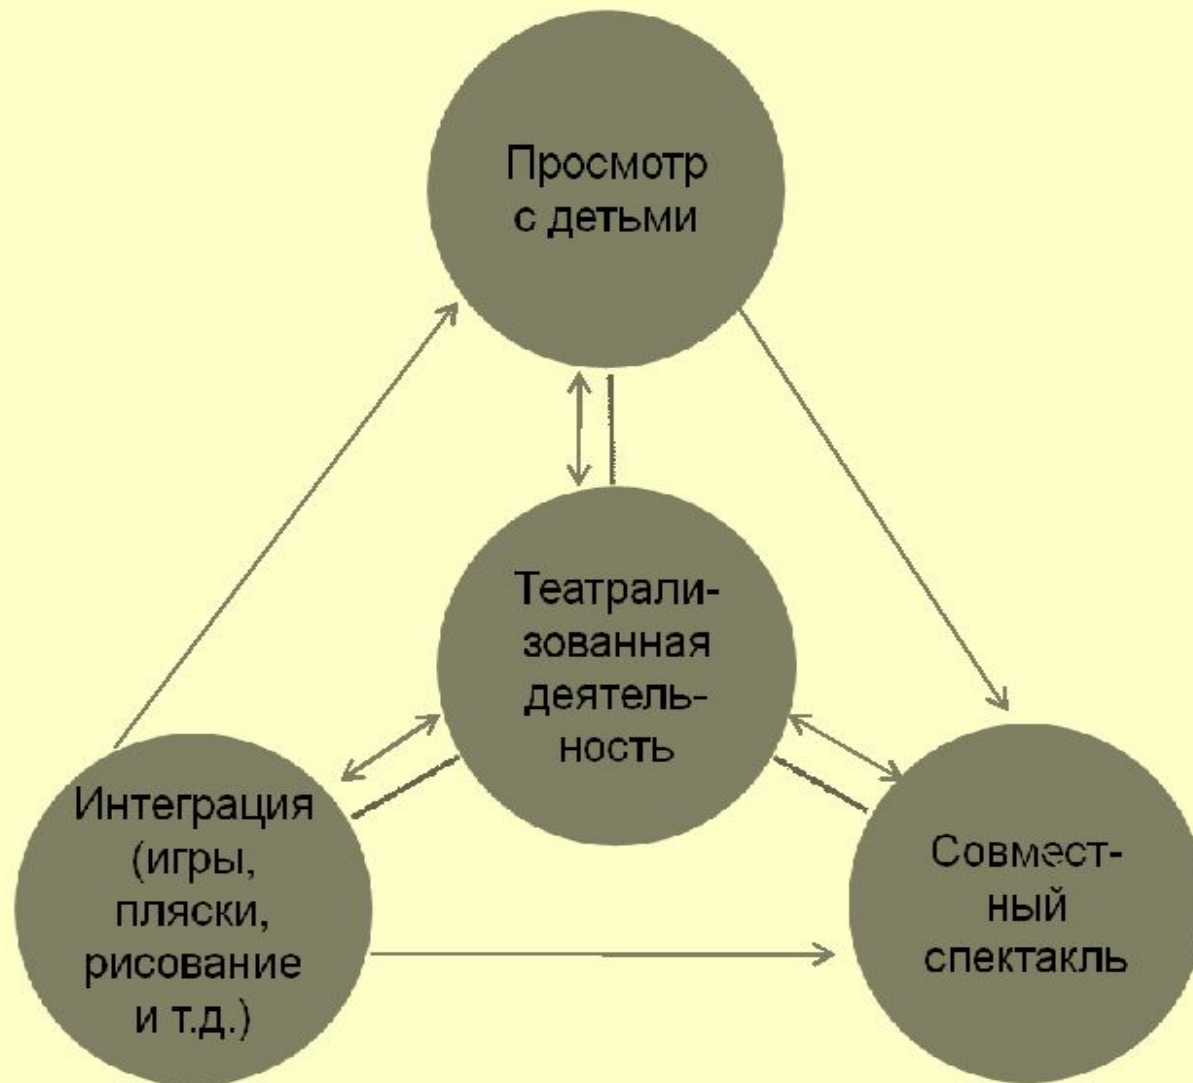 Просмотр
с детьми
Театрали-
зованная
деятель-
ность
Интеграция
(игры,
пляски,
рисование
и т.д.)
Совмест-
ный
спектакль